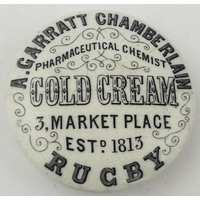 A. GARRATT CHAMBERLAIN
PHARMACEUTICAL CHEMIST
COLD CREAM
3, MARKET PLACE
ESTD 1813
RUGBY